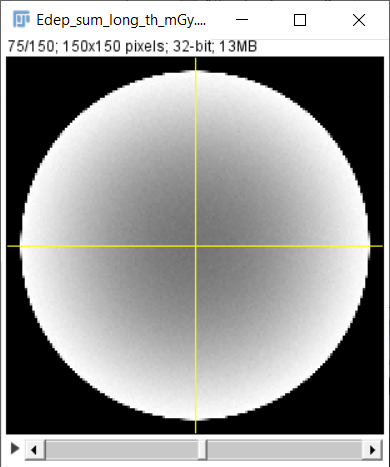 Edep_sum_long_th_mGy....
75/150; 150x150 pixels; 32-bit; 13MB